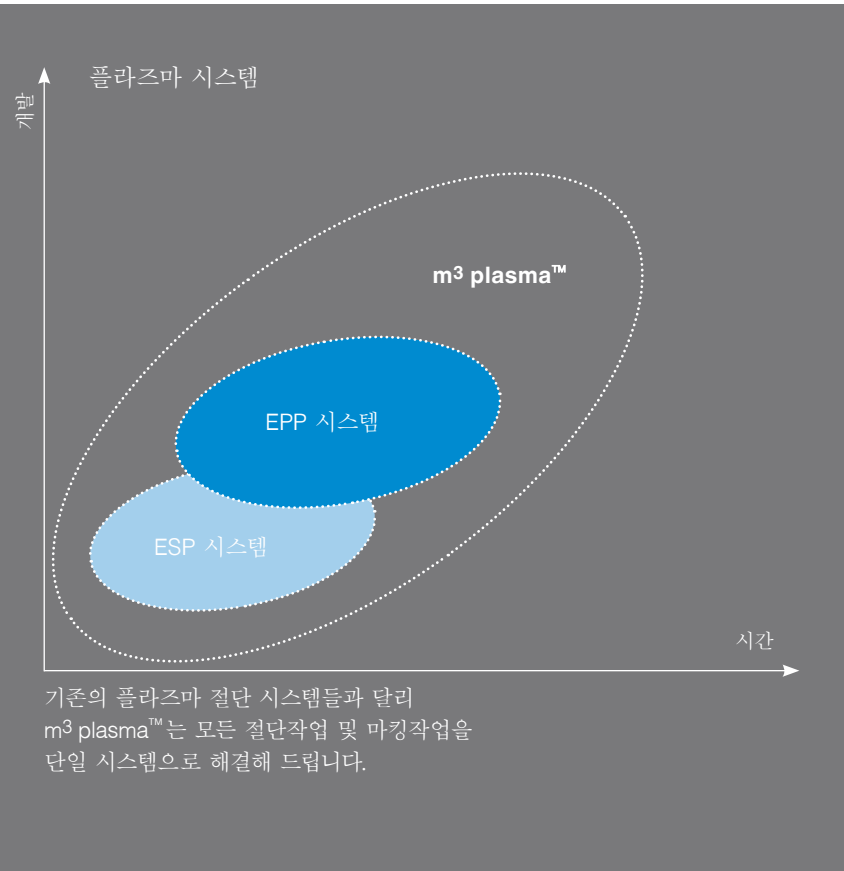 플라즈마 시스템
개발
m³ plasma™
EPP 시스템
ESP 시스템
시간
기존의 플라즈마 절단 시스템들과 달리
m³ plasma™는 모든 절단작업 및 마킹작업을
단일 시스템으로 해결해 드립니다.